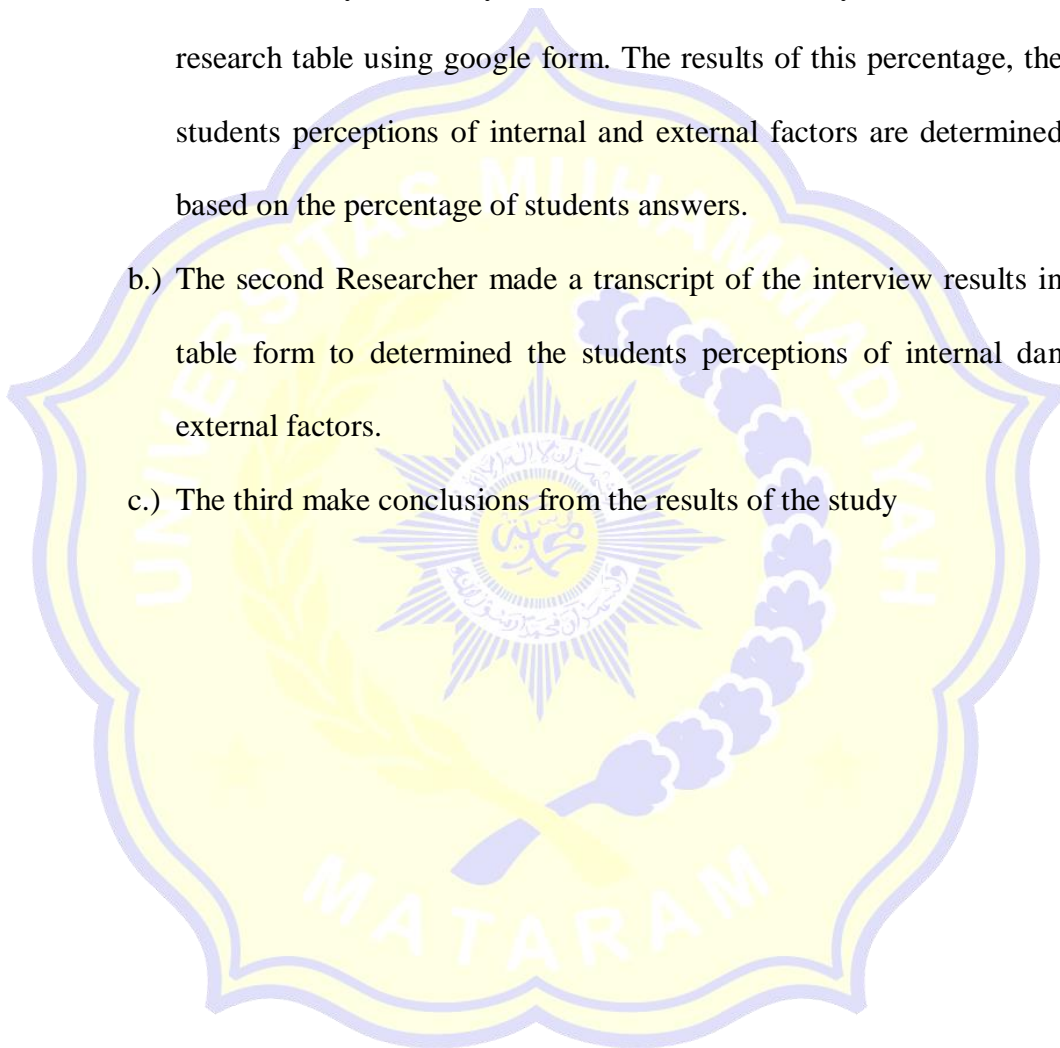 research table using google form. The results of this percentage, the
students perceptions of internal and external factors are determined
based on the percentage of students answers.
b.) The second Researcher made a transcript of the interview results in
table form to determined the students perceptions of internal dan
external factors.
c.) The third make conclusions from the results of the study
UNIVERSITAS MUHAMMADIYAH
MATARAM